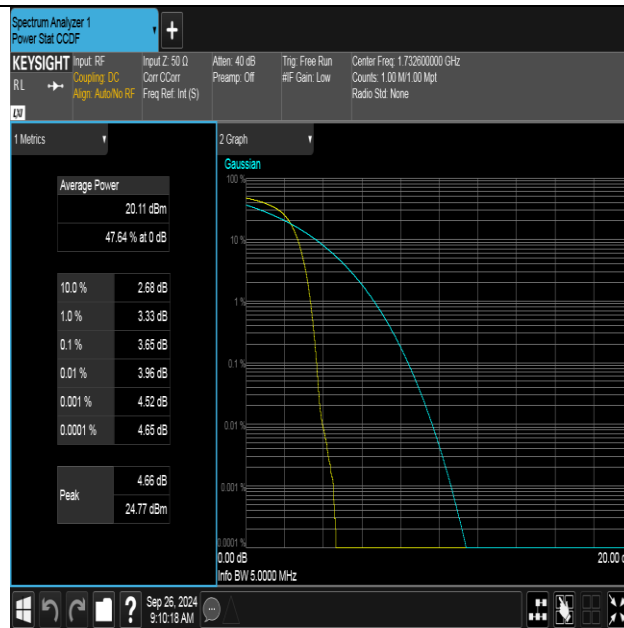 Spectrum Analyzer 1
Power Stat CCDF
+
KEYSIGHT
RL
LXI
Input: RF
Coupling: DC
Align: Auto/No RF
Input Z: 50 Ω
Corr CCorr
Freq Ref: Int (S)
Atten: 40 dB
Preamp: Off
Trig: Free Run
#IF Gain: Low
Center Freq: 1.732600000 GHz
Counts: 1.00 M/1.00 Mpt
Radio Std: None
1 Metrics
Average Power
20.11 dBm
47.64 % at 0 dB
10.0 % 2.68 dB
1.0 % 3.33 dB
0.1 % 3.65 dB
0.01 % 3.96 dB
0.001 % 4.52 dB
0.0001 % 4.65 dB
Peak
4.66 dB
24.77 dBm
2 Graph
Gaussian
100 %
10 %
1 %
0.1 %
0.01 %
0.001 %
0.0001 %
0.00 dB
20.00 d
Info BW 5.0000 MHz
?
Sep 26, 2024
9:10:18 AM